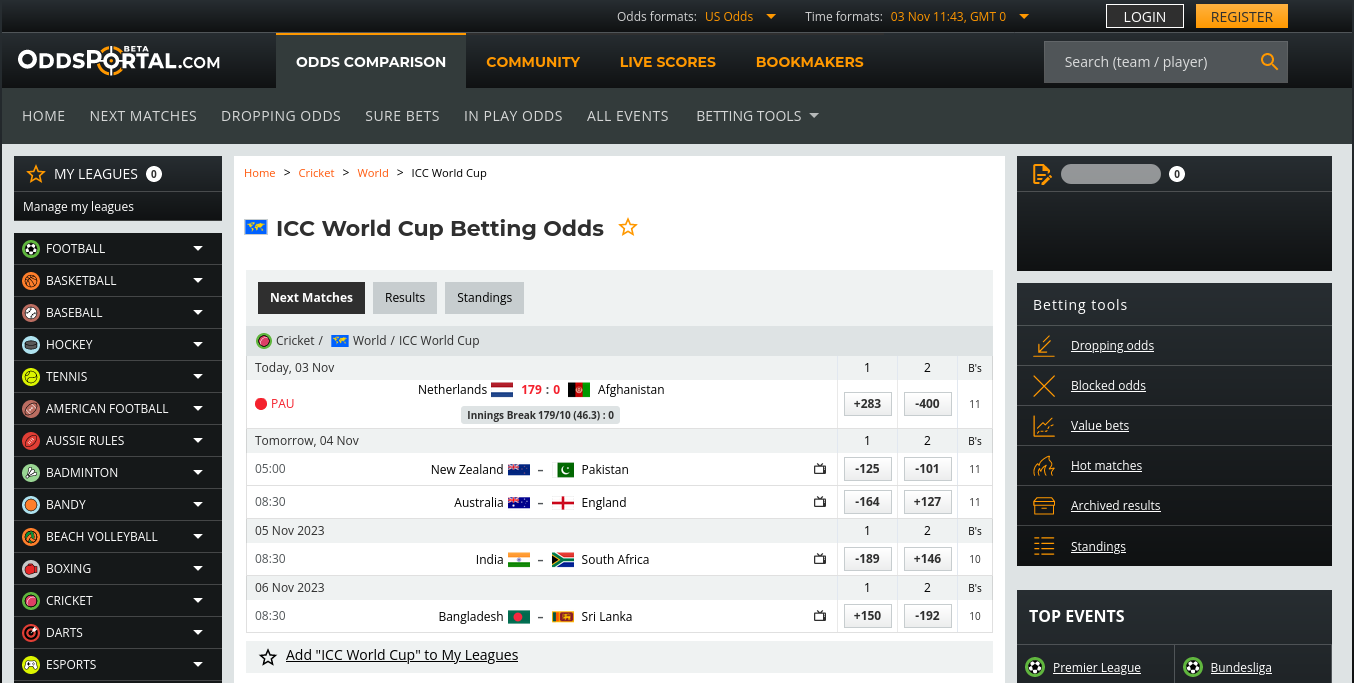 Odds formats: US Odds Time formats: 03 Nov 11:43, GMT 0 LOGIN REGISTER
ODDSPORTAL.COM BETA
ODDS COMPARISON COMMUNITY LIVE SCORES BOOKMAKERS Search (team / player)
HOME NEXT MATCHES DROPPING ODDS SURE BETS IN PLAY ODDS ALL EVENTS BETTING TOOLS
MY LEAGUES 0
Manage my leagues
FOOTBALL
BASKETBALL
BASEBALL
HOCKEY
TENNIS
AMERICAN FOOTBALL
AUSSIE RULES
BADMINTON
BANDY
BEACH VOLLEYBALL
BOXING
CRICKET
DARTS
ESPORTS
Home > Cricket > World > ICC World Cup
ICC World Cup Betting Odds
Next Matches Results Standings
Cricket / World / ICC World Cup
Today, 03 Nov 1 2 B's
PAU Netherlands 179 : 0 Afghanistan +283 -400 11
Innings Break 179/10 (46.3) : 0
Tomorrow, 04 Nov 1 2 B's
05:00 New Zealand – Pakistan -125 -101 11
08:30 Australia – England -164 +127 11
05 Nov 2023 1 2 B's
08:30 India – South Africa -189 +146 10
06 Nov 2023 1 2 B's
08:30 Bangladesh – Sri Lanka +150 -192 10
Add "ICC World Cup" to My Leagues
0
Betting tools
Dropping odds
Blocked odds
Value bets
Hot matches
Archived results
Standings
TOP EVENTS
Premier League Bundesliga